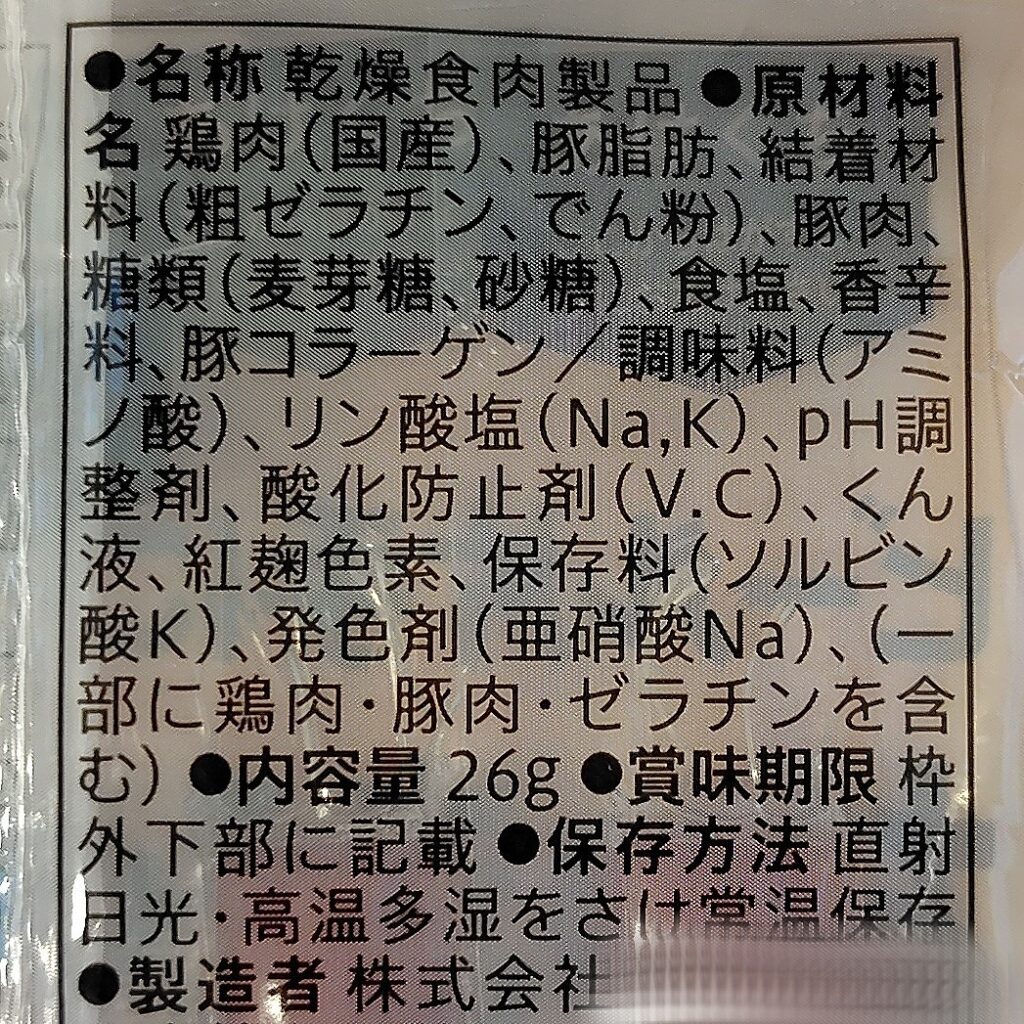 ●名称 乾燥食肉製品 ●原材料
名 鶏肉(国産)、豚脂肪、結着材
料(粗ゼラチン、でん粉)、豚肉、
糖類(麦芽糖、砂糖)、食塩、香辛
料、豚コラーゲン/調味料(アミ
ノ酸)、リン酸塩(Na,K)、pH調
整剤、酸化防止剤(V.C)、くん
液、紅麹色素、保存料(ソルビン
酸K)、発色剤(亜硝酸Na)、(一
部に鶏肉・豚肉・ゼラチンを含
む) ●内容量 26g ●賞味期限 枠
外下部に記載 ●保存方法 直射
日光・高温多湿をさけ常温保存
●製造者 株式会社